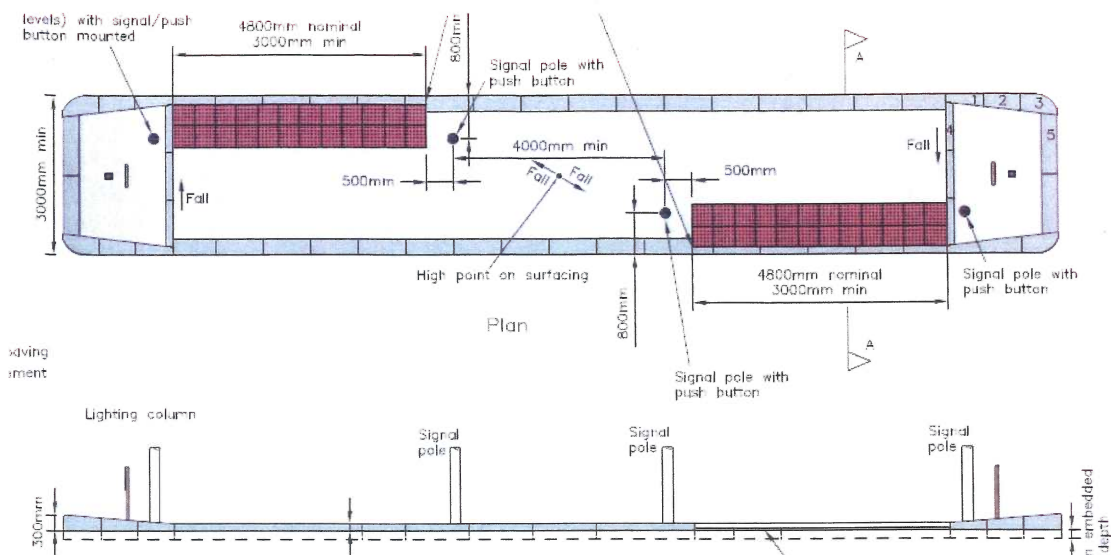 levels) with signal/push
button mounted
4800mm nominal
3000mm min
800mm
Signal pole with
push button
A
1 2 3
4
5
3000mm min
Fall
500mm
4000mm min
Fall
Fall
500mm
Fall
High point on surfacing
800mm
4800mm nominal
3000mm min
Signal pole with
push button
Plan
A
Signal pole with
push button
Lighting column
Signal
pole
Signal
pole
Signal
pole
300mm
embedded
depth